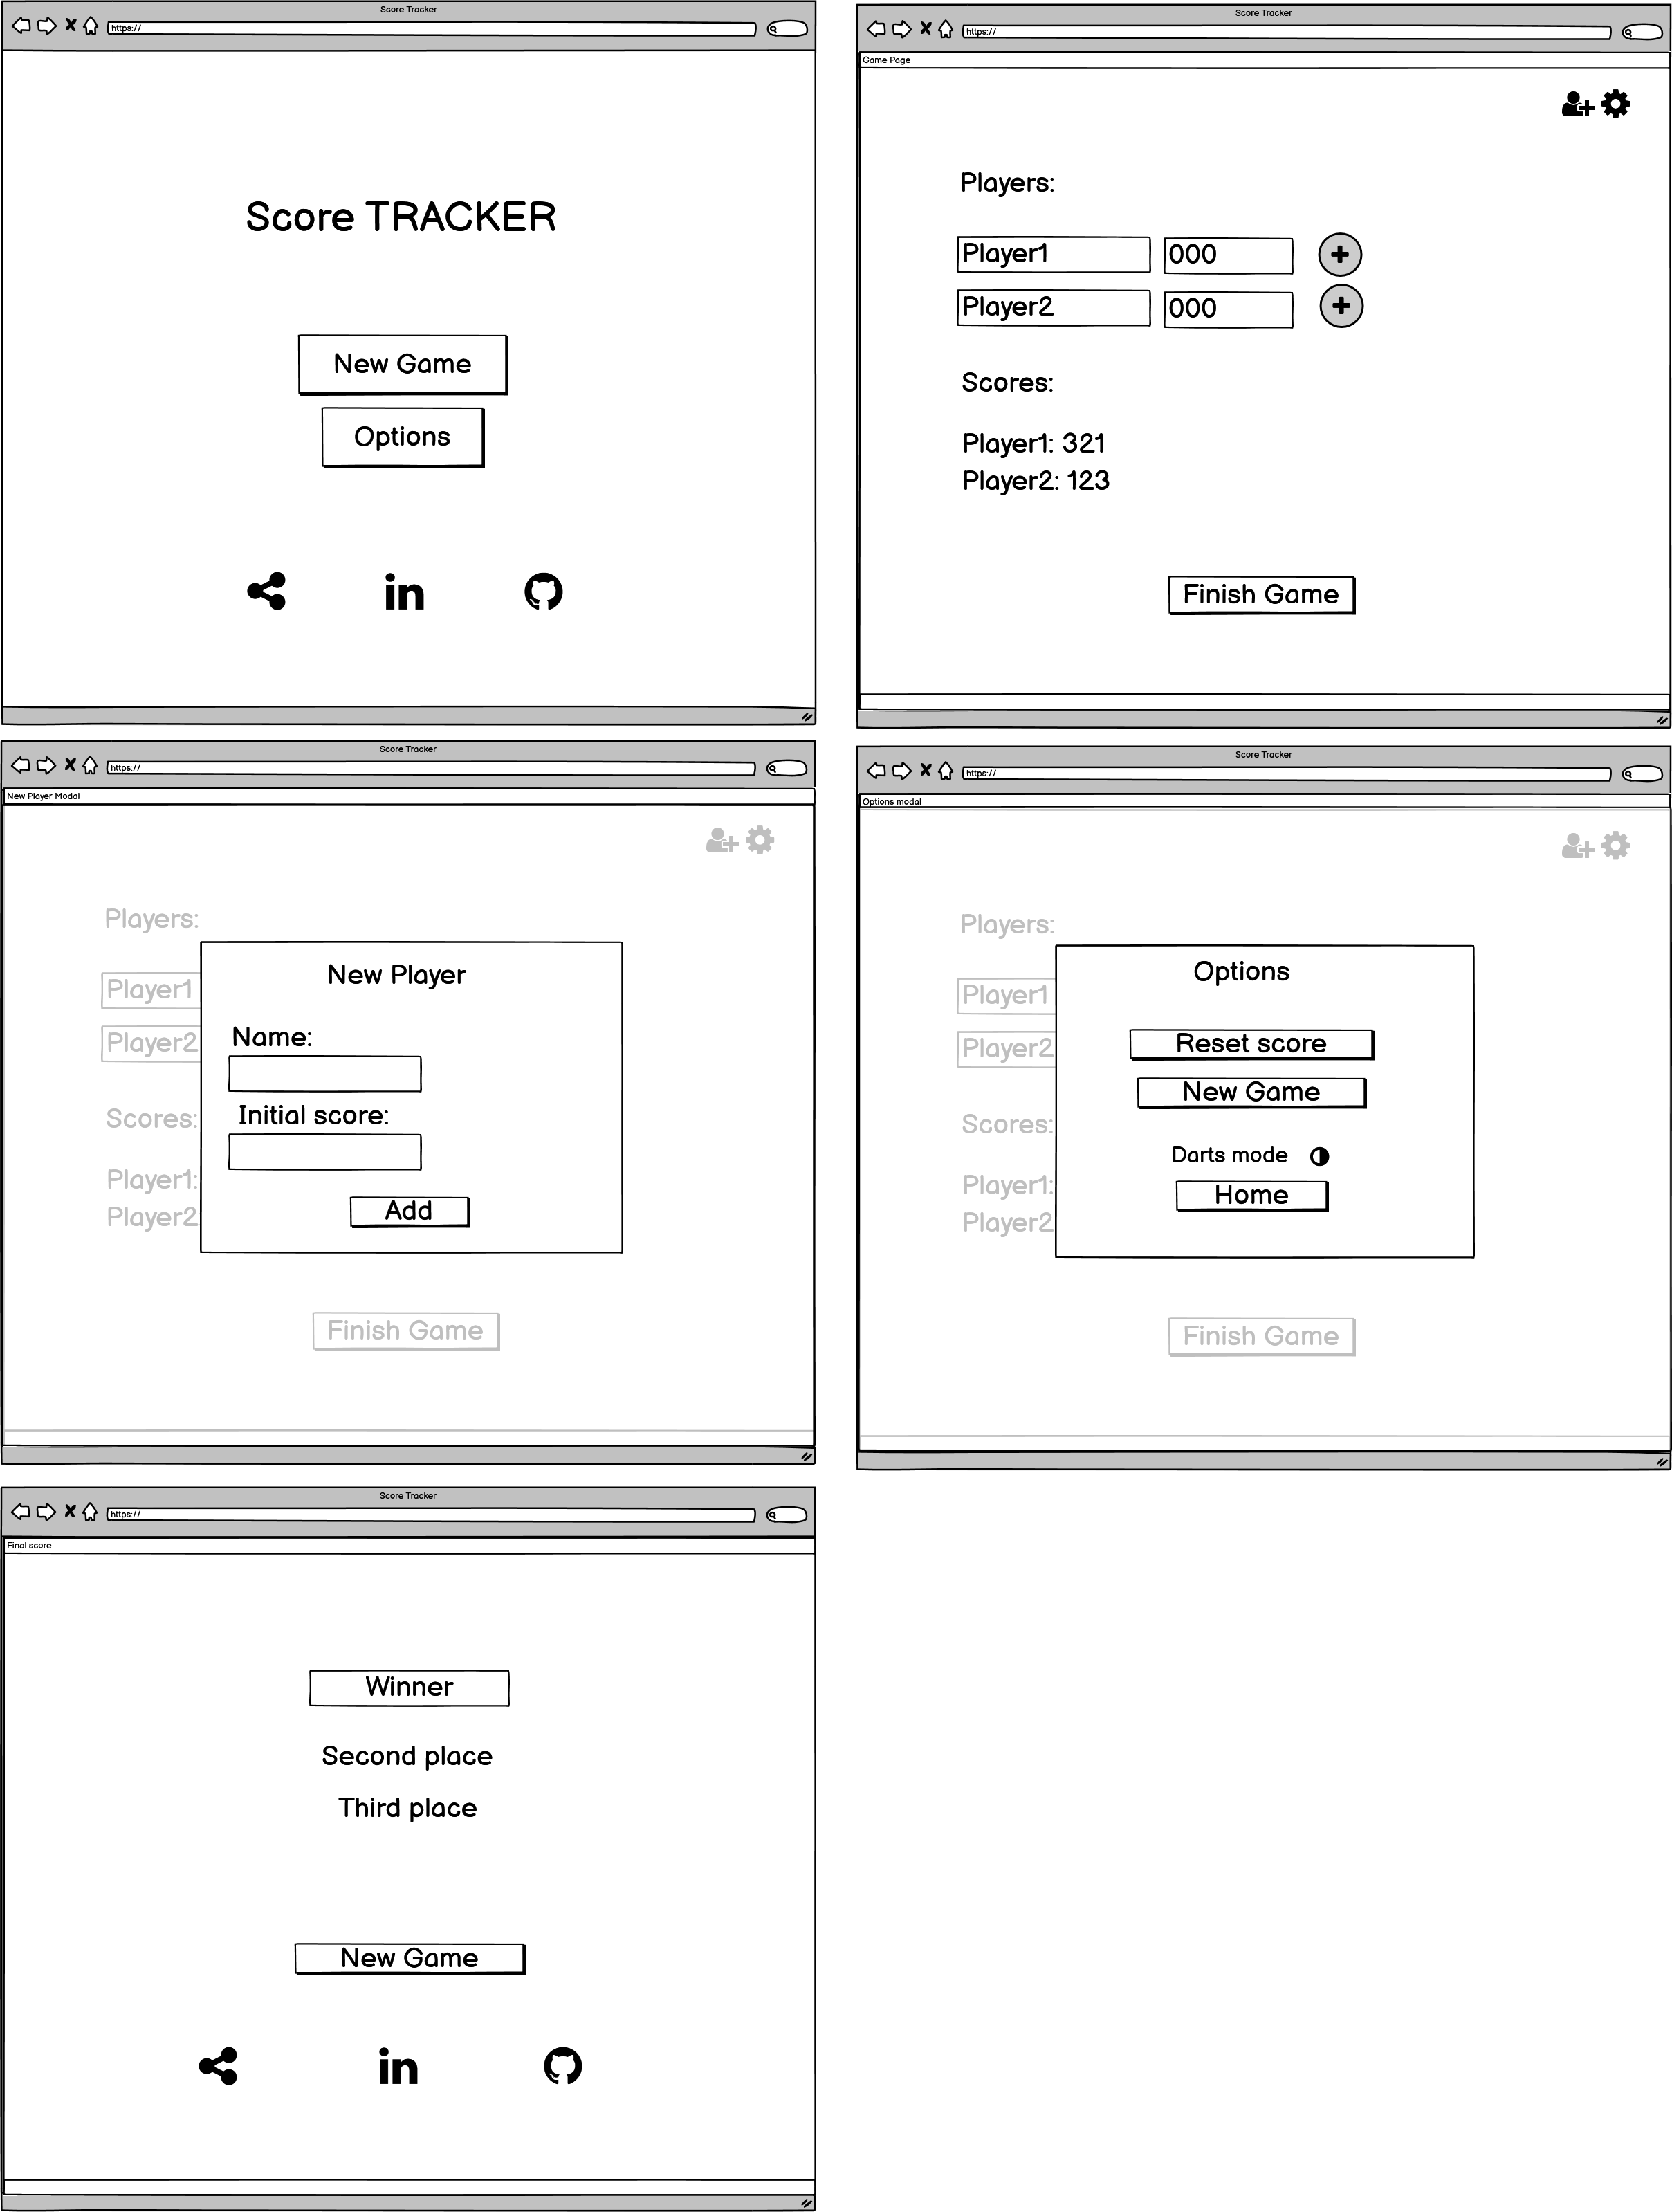 Score Tracker
https://
Score TRACKER
New Game
Options
in
Score Tracker
https://
Game Page
Players:
Player1 000
Player2 000
Scores:
Player1: 321
Player2: 123
Finish Game
Score Tracker
https://
New Player Modal
Players:
Player1
Player2
Scores:
Player1:
Player2
New Player
Name:
Initial score:
Add
Finish Game
Score Tracker
https://
Options modal
Players:
Player1
Player2
Scores:
Player1:
Player2
Options
Reset score
New Game
Darts mode
Home
Finish Game
Score Tracker
https://
Final score
Winner
Second place
Third place
New Game
in